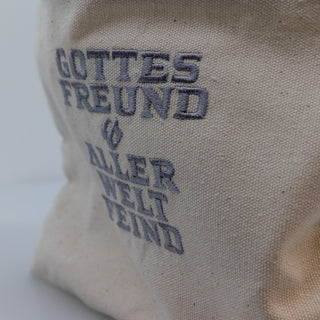 GOTTES
FREUND
&
ALLER
WELT
FEIND